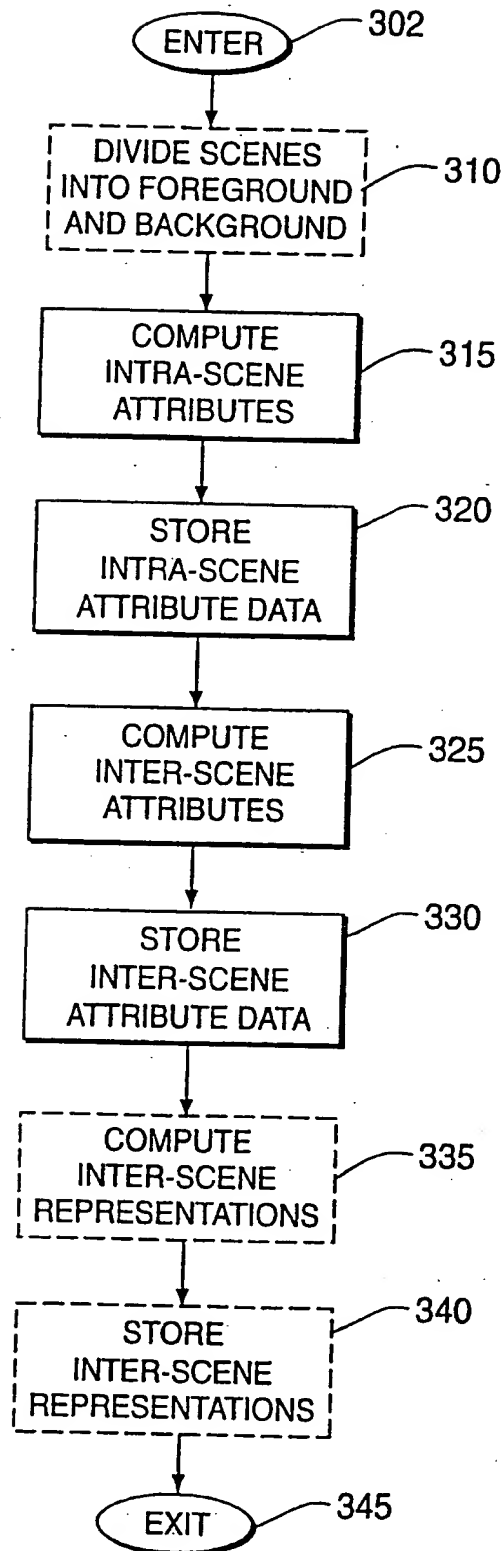 ENTER
302
DIVIDE SCENES
INTO FOREGROUND
AND BACKGROUND
310
COMPUTE
INTRA-SCENE
ATTRIBUTES
315
STORE
INTRA-SCENE
ATTRIBUTE DATA
320
COMPUTE
INTER-SCENE
ATTRIBUTES
325
STORE
INTER-SCENE
ATTRIBUTE DATA
330
COMPUTE
INTER-SCENE
REPRESENTATIONS
335
STORE
INTER-SCENE
REPRESENTATIONS
340
EXIT
345